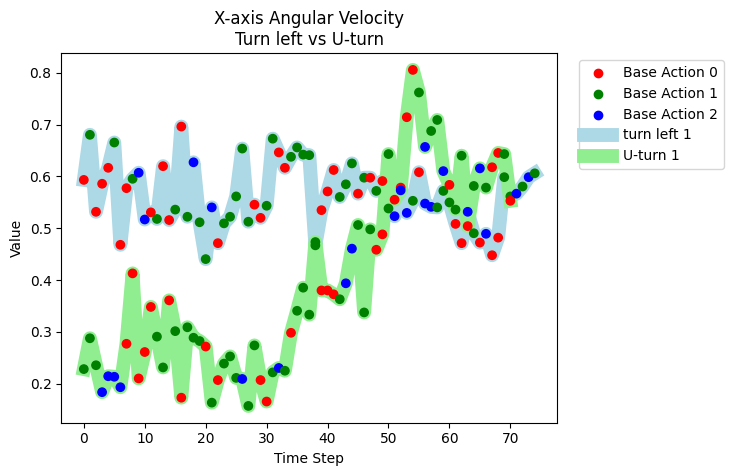 X-axis Angular Velocity
Turn left vs U-turn
Value
0.8
0.7
0.6
0.5
0.4
0.3
0.2
0 10 20 30 40 50 60 70
Time Step
Base Action 0
Base Action 1
Base Action 2
turn left 1
U-turn 1